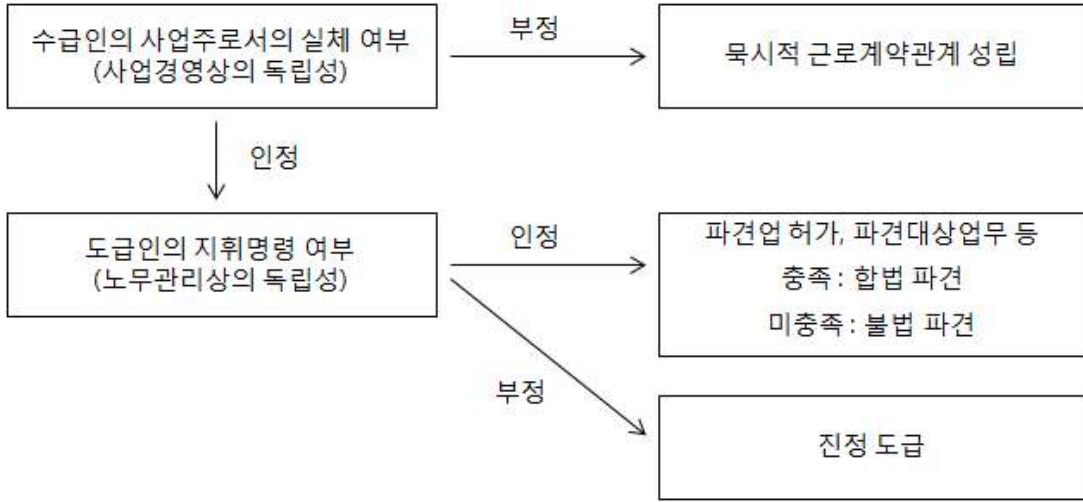 수급인의 사업주로서의 실체 여부
(사업경영상의 독립성)
부정
묵시적 근로계약관계 성립
인정
도급인의 지휘명령 여부
(노무관리상의 독립성)
인정
파견업 허가, 파견대상업무 등
충족 : 합법 파견
미충족 : 불법 파견
부정
진정 도급